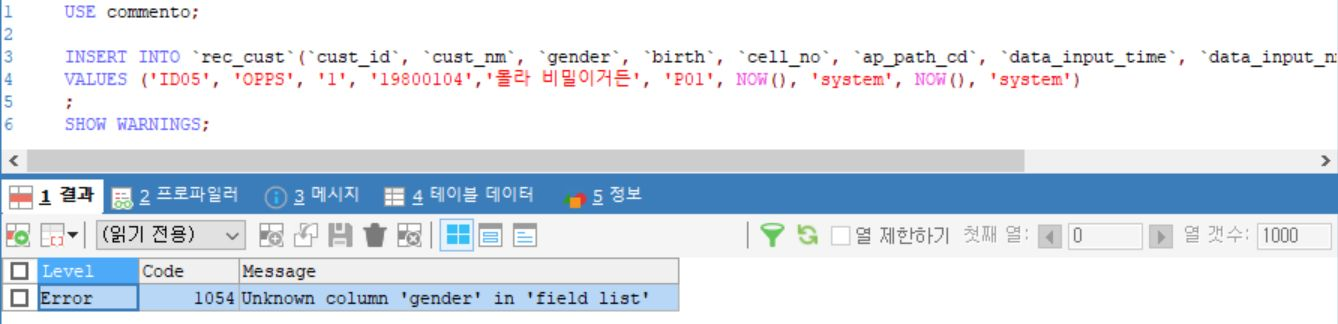 1 USE commento;
2
3 INSERT INTO `rec_cust`(`cust_id`, `cust_nm`, `gender`, `birth`, `cell_no`, `ap_path_cd`, `data_input_time`, `data_input_n
4 VALUES ('ID05', 'OPPS', '1', '19800104','몰라 비밀이거든', 'P01', NOW(), 'system', NOW(), 'system')
5 ;
6 SHOW WARNINGS;
1 결과 2 프로파일러 3 메시지 4 테이블 데이터 5 정보
(읽기 전용) 열 제한하기 첫째 열: 0 열 갯수: 1000
Level Code Message
Error 1054 Unknown column 'gender' in 'field list'